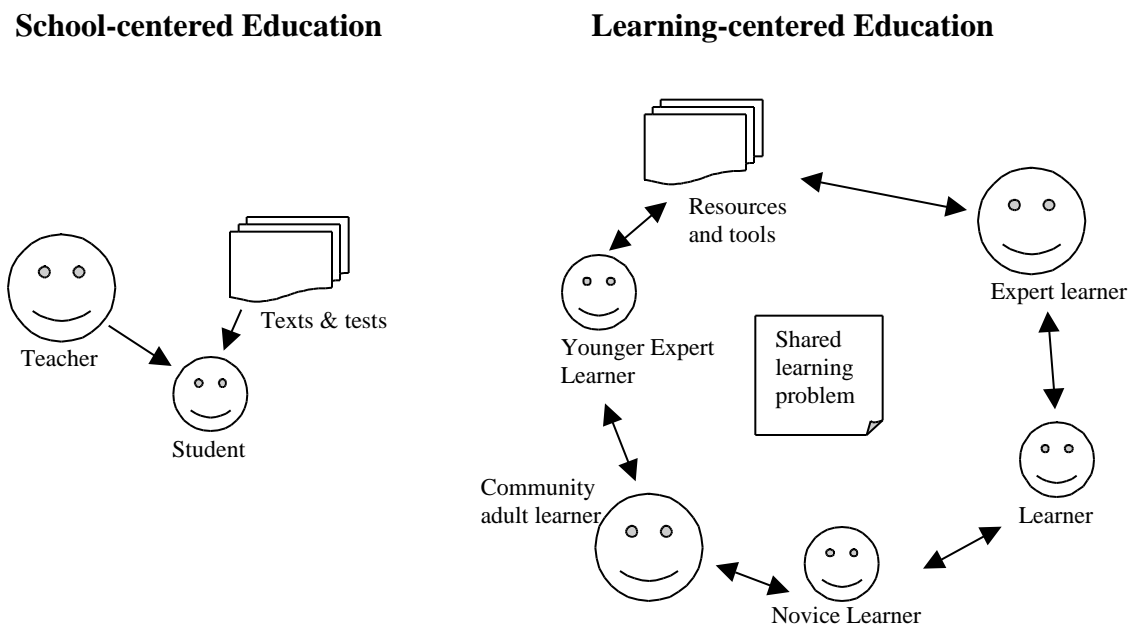 School-centered Education
Learning-centered Education
Teacher
Texts & tests
Student
Resources
and tools
Expert learner
Younger Expert
Learner
Shared
learning
problem
Community
adult learner
Learner
Novice Learner